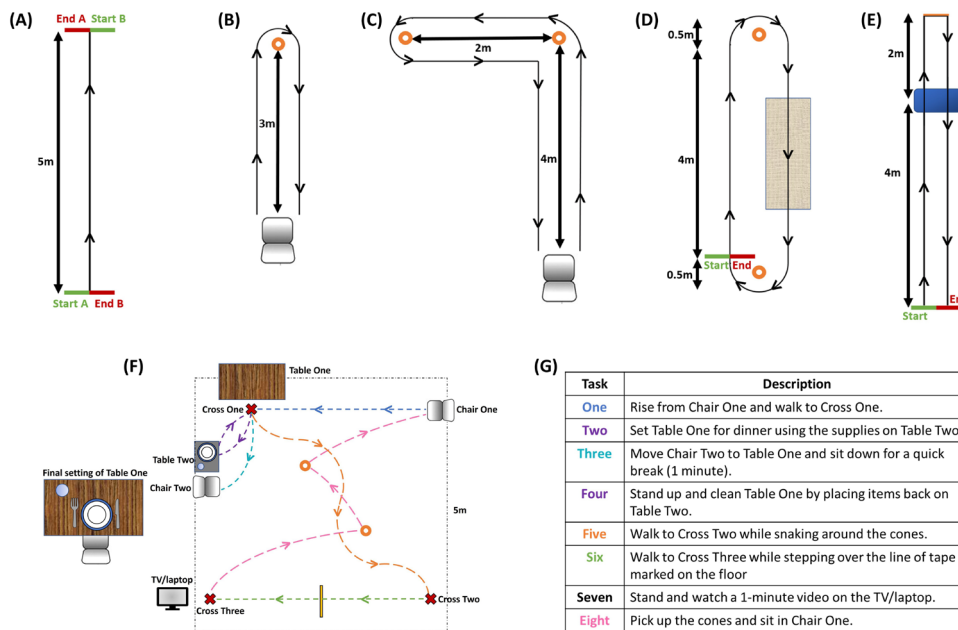 (A)
End A Start B
5m
Start A End B
(B)
3m
(C)
2m
4m
(D)
0.5m
4m
Start End
0.5m
(E)
2m
4m
Start
(F)
Table One
Cross One
Chair One
Table Two
Chair Two
Final setting of Table One
5m
TV/laptop
Cross Three
Cross Two
(G)
Task Description
One Rise from Chair One and walk to Cross One.
Two Set Table One for dinner using the supplies on Table Two
Three Move Chair Two to Table One and sit down for a quick
break (1 minute).
Four Stand up and clean Table One by placing items back on
Table Two.
Five Walk to Cross Two while snaking around the cones.
Six Walk to Cross Three while stepping over the line of tape
marked on the floor
Seven Stand and watch a 1-minute video on the TV/laptop.
Eight Pick up the cones and sit in Chair One.